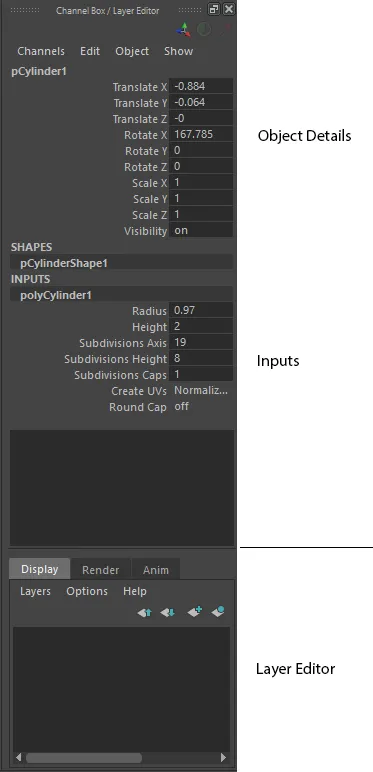 Channel Box / Layer Editor
Channels Edit Object Show
pCylinder1
Translate X -0.884
Translate Y -0.064
Translate Z -0
Rotate X 167.785
Rotate Y 0
Rotate Z 0
Scale X 1
Scale Y 1
Scale Z 1
Visibility on
Object Details
SHAPES
pCylinderShape1
INPUTS
polyCylinder1
Radius 0.97
Height 2
Subdivisions Axis 19
Subdivisions Height 8
Subdivisions Caps 1
Create UVs Normaliz...
Round Cap off
Inputs
Display Render Anim
Layers Options Help
Layer Editor